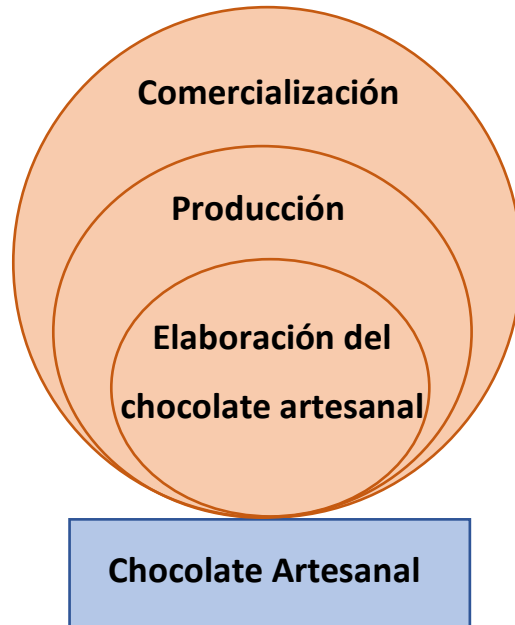 Comercialización
Producción
Elaboración del
chocolate artesanal
Chocolate Artesanal